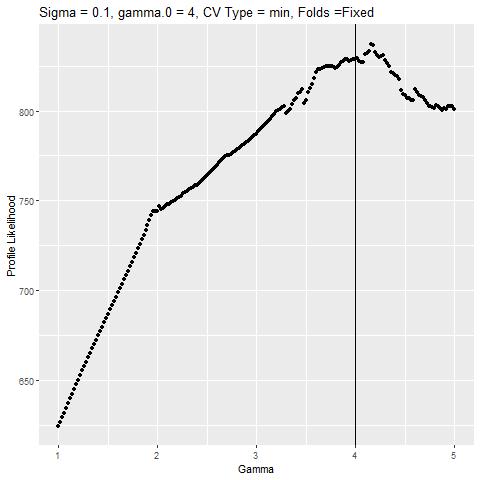 Sigma = 0.1, gamma.0 = 4, CV Type = min, Folds =Fixed
Profile Likelihood
800
750
700
650
1 2 3 4 5
Gamma